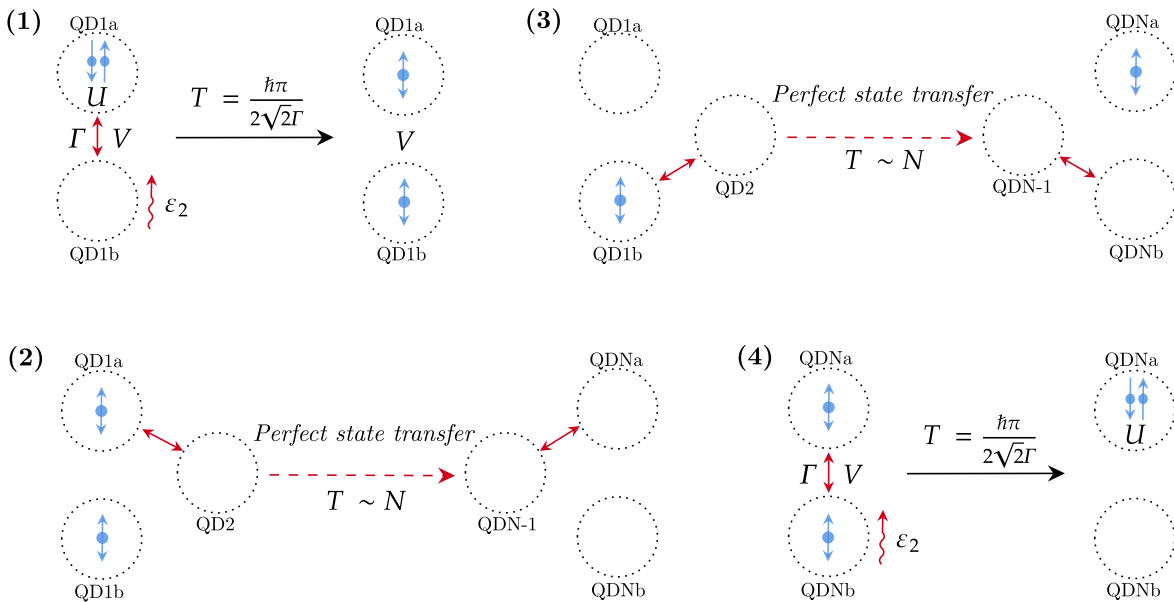 (1)
QD1a
U
Γ V
QD1b
ε₂
T = ħπ / 2√2Γ
QD1a
V
QD1b
(3)
QD1a
QD1b
QD2
Perfect state transfer
T ~ N
QDN-1
QDNa
QDNb
(2)
QD1a
QD1b
QD2
Perfect state transfer
T ~ N
QDN-1
QDNa
QDNb
(4)
QDNa
Γ V
QDNb
ε₂
T = ħπ / 2√2Γ
QDNa
U
QDNb